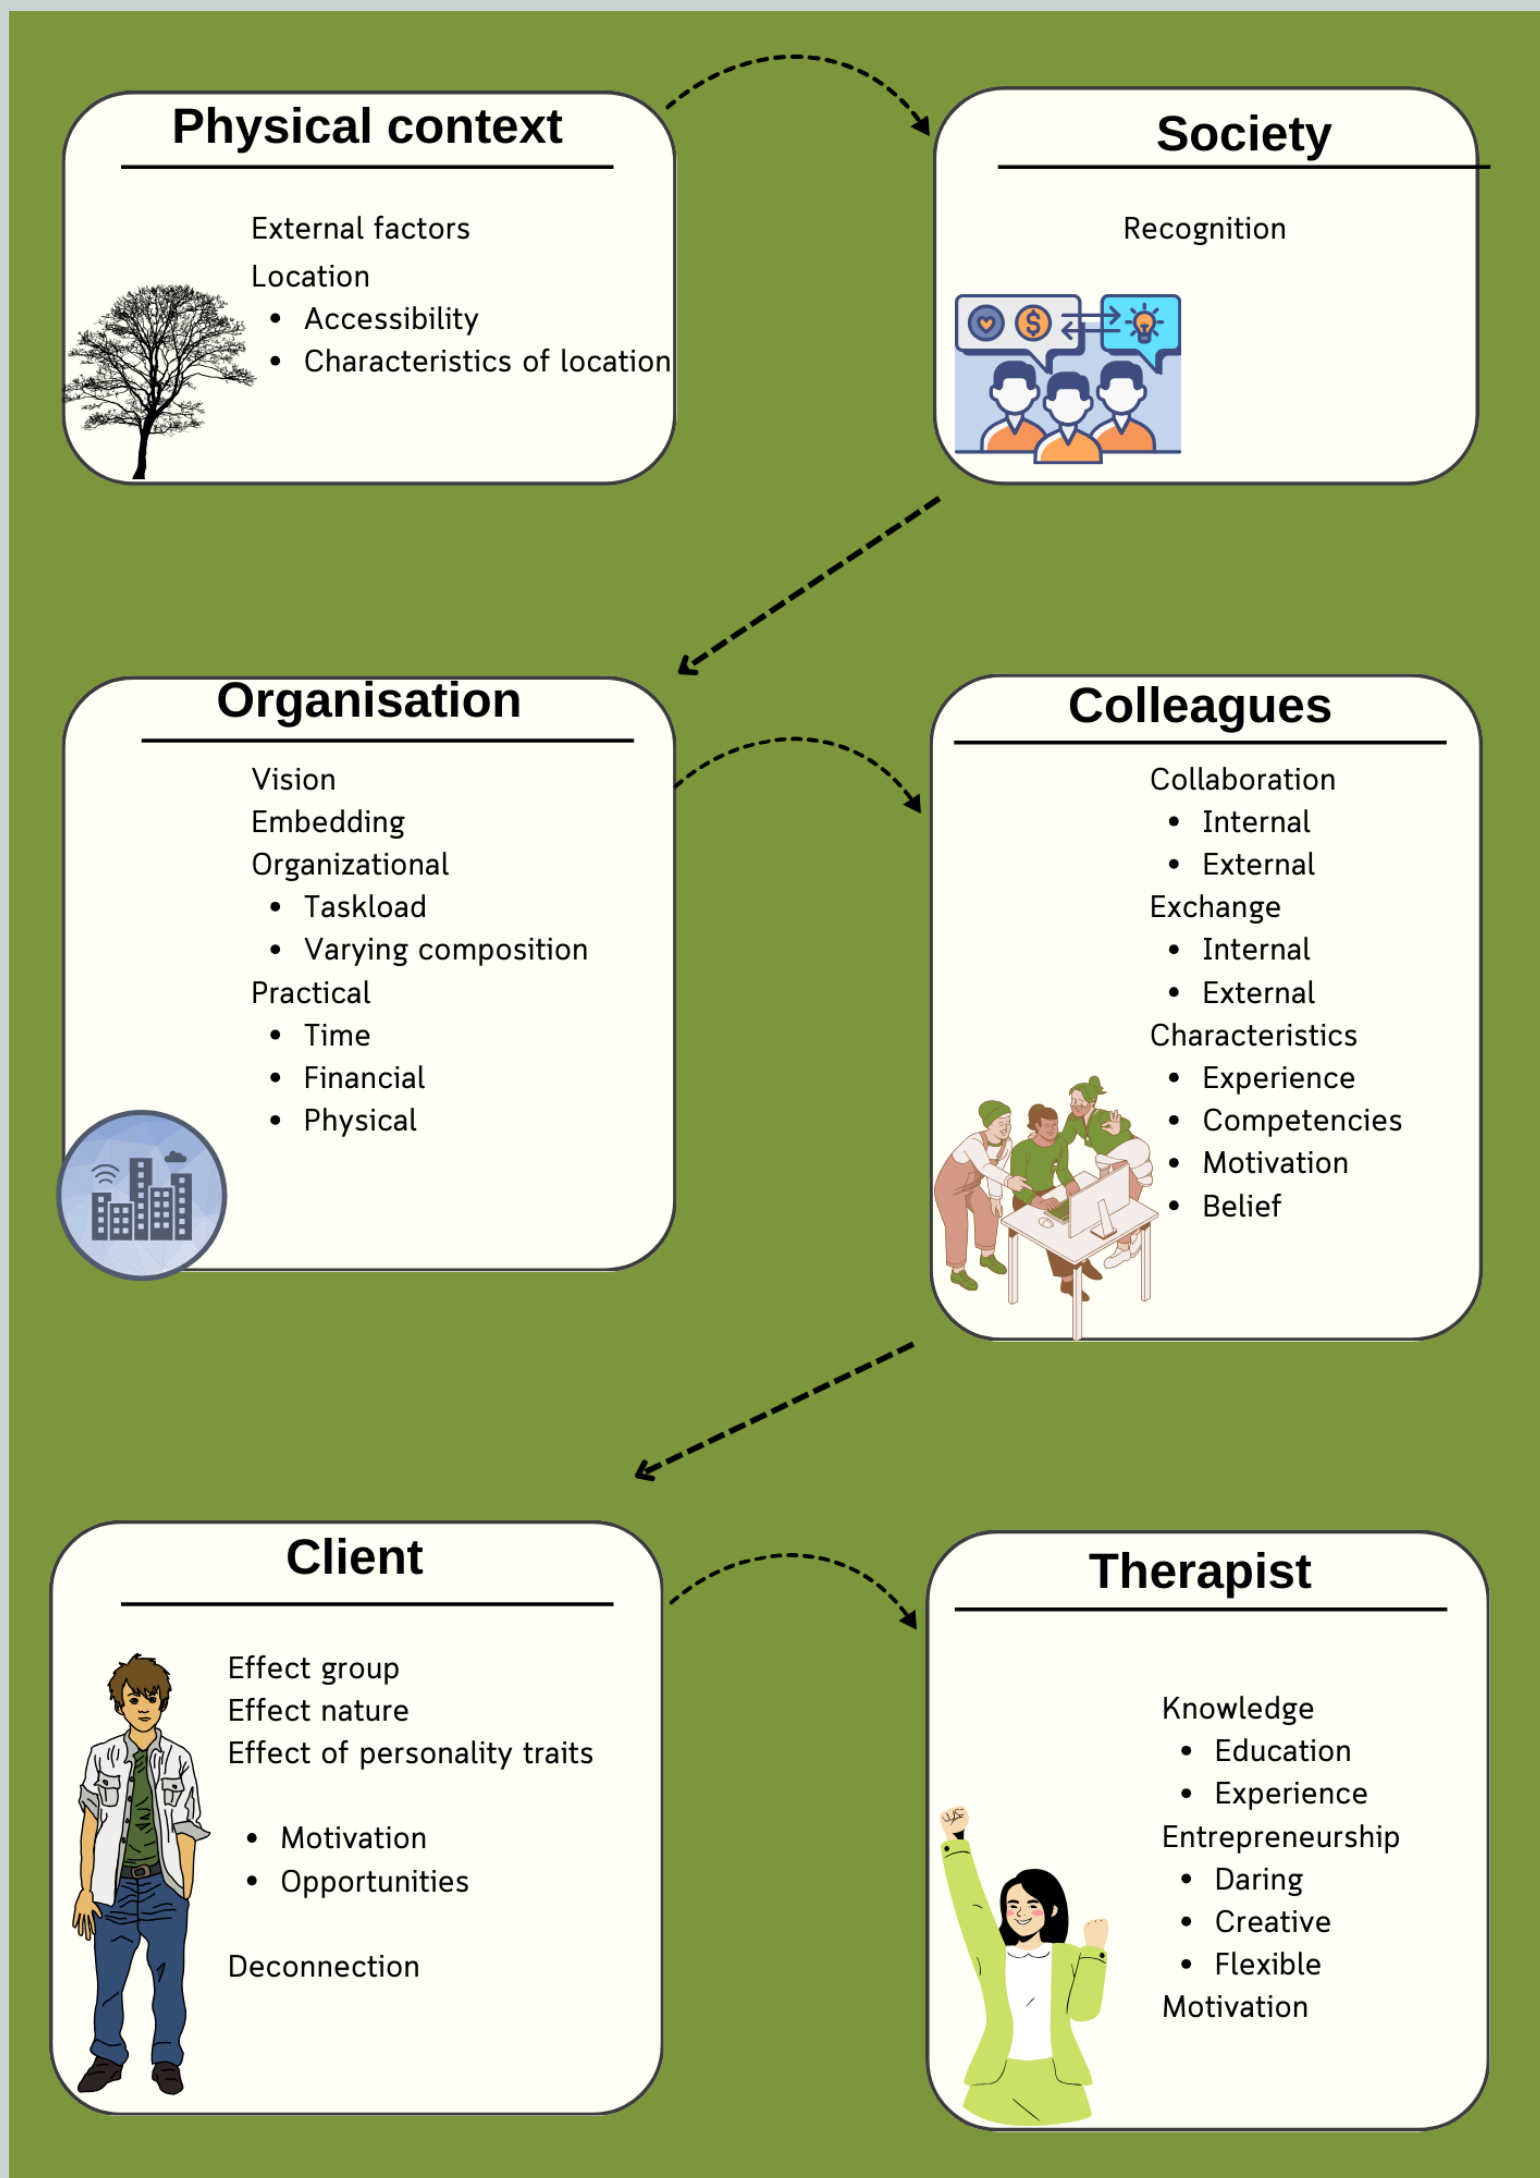 Physical context
External factors
Location
• Accessibility
• Characteristics of location
Society
Recognition
$
Organisation
Vision
Embedding
Organizational
• Taskload
• Varying composition
Practical
• Time
• Financial
• Physical
Colleagues
Collaboration
• Internal
• External
Exchange
• Internal
• External
Characteristics
• Experience
• Competencies
• Motivation
• Belief
Client
Effect group
Effect nature
Effect of personality traits
• Motivation
• Opportunities
Deconnection
Therapist
Knowledge
• Education
• Experience
Entrepreneurship
• Daring
• Creative
• Flexible
Motivation